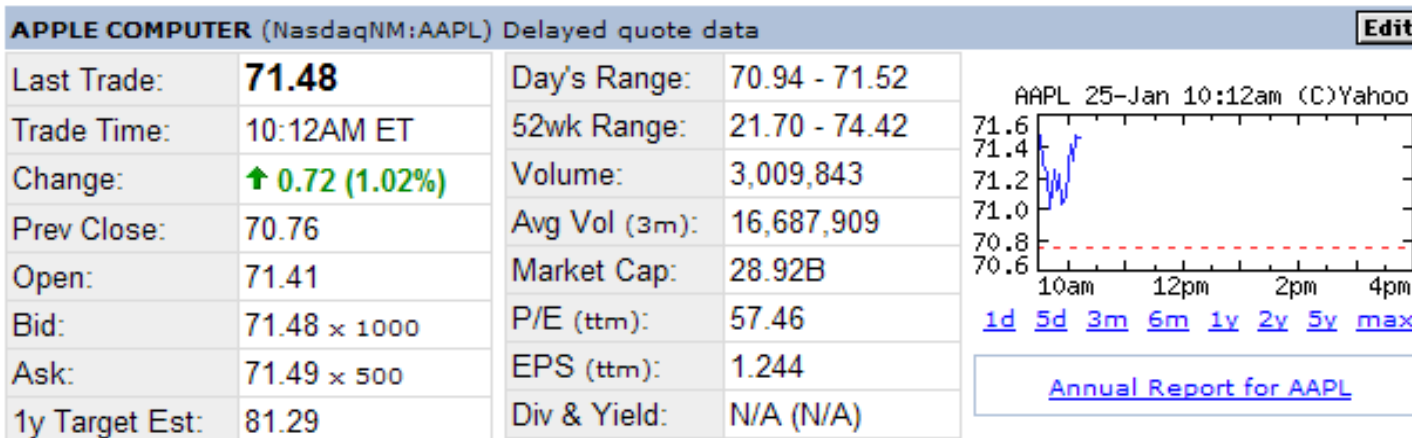 APPLE COMPUTER (NasdaqNM:AAPL) Delayed quote data Edit
Last Trade: 71.48
Trade Time: 10:12AM ET
Change: 0.72 (1.02%)
Prev Close: 70.76
Open: 71.41
Bid: 71.48 x 1000
Ask: 71.49 x 500
1y Target Est: 81.29
Day's Range: 70.94 - 71.52
52wk Range: 21.70 - 74.42
Volume: 3,009,843
Avg Vol (3m): 16,687,909
Market Cap: 28.92B
P/E (ttm): 57.46
EPS (ttm): 1.244
Div & Yield: N/A (N/A)
AAPL 25-Jan 10:12am (C)Yahoo
71.6
71.4
71.2
71.0
70.8
70.6
10am 12pm 2pm 4pm
1d 5d 3m 6m 1y 2y 5y max
Annual Report for AAPL